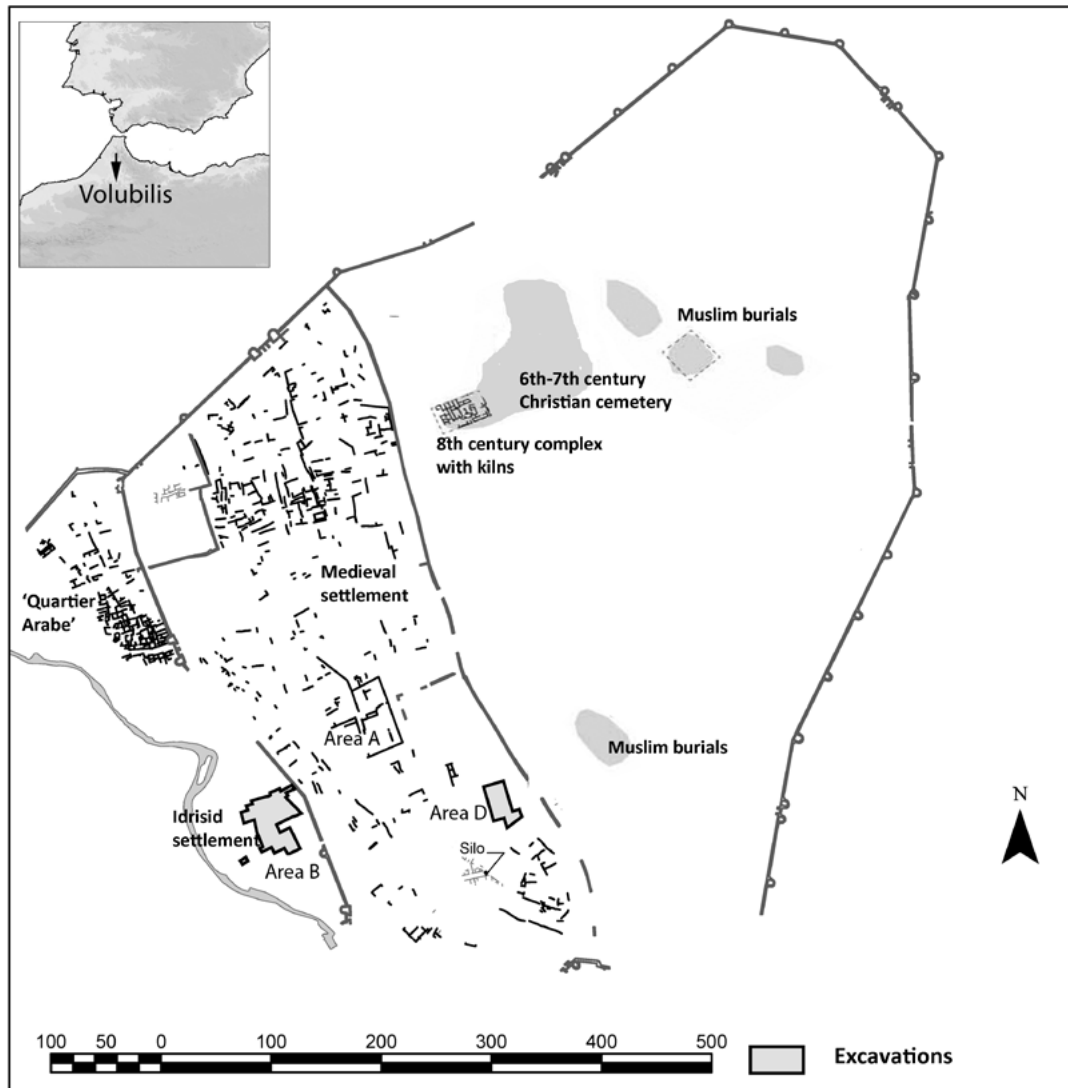 Volubilis
Muslim burials
6th-7th century
Christian cemetery
8th century complex
with kilns
Medieval
settlement
'Quartier
Arabe'
Area A
Muslim burials
Area D
Idrisid
settlement
Silo
Area B
N
100 50 0 100 200 300 400 500
Excavations